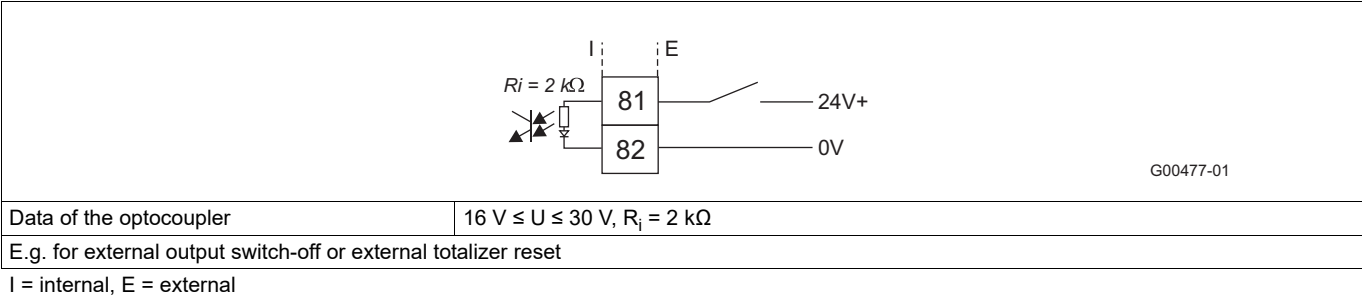 I E
Ri = 2 kΩ
81
24V+
82
0V
G00477-01
Data of the optocoupler 16 V ≤ U ≤ 30 V, Ri = 2 kΩ
E.g. for external output switch-off or external totalizer reset
I = internal, E = external